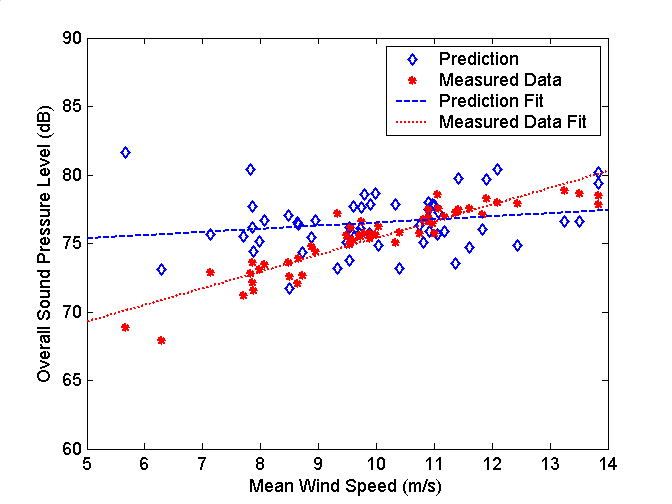 90
85
80
75
70
65
60
Overall Sound Pressure Level (dB)
Prediction
Measured Data
Prediction Fit
Measured Data Fit
5 6 7 8 9 10 11 12 13 14
Mean Wind Speed (m/s)